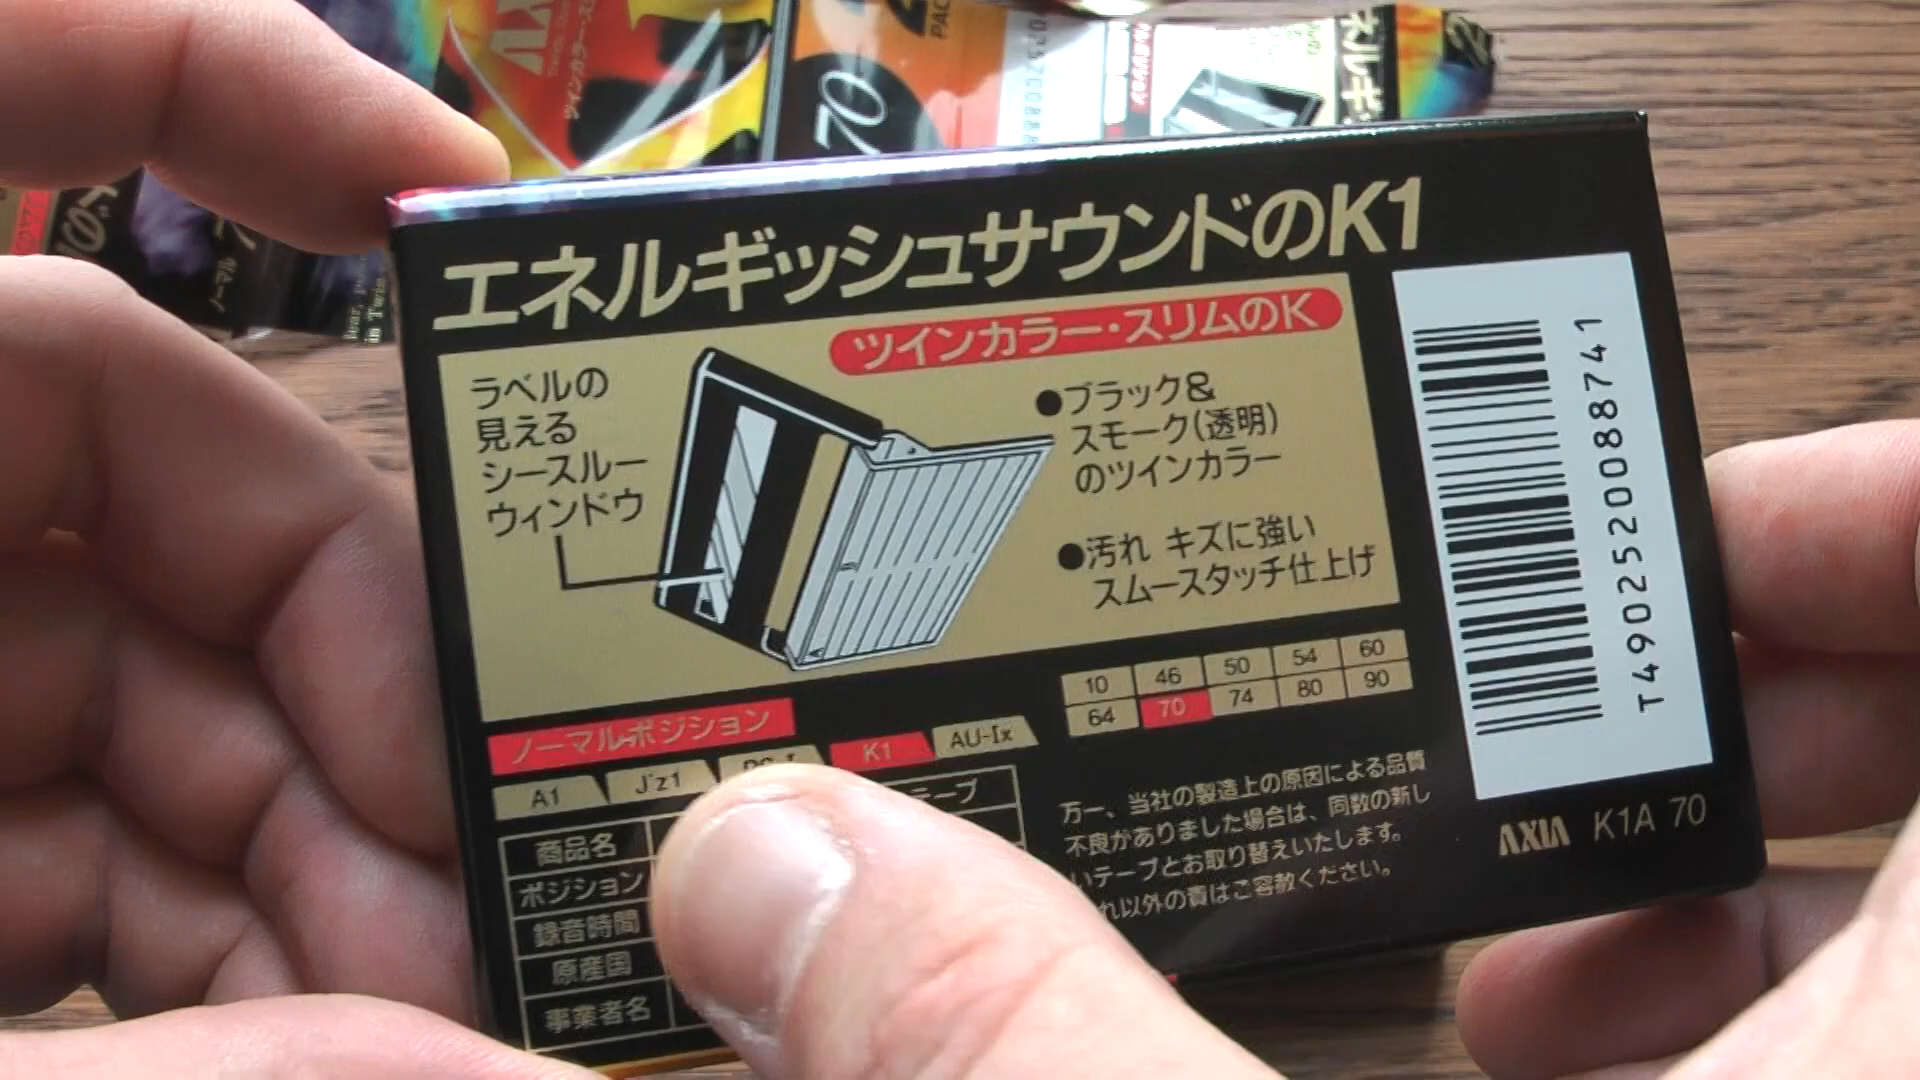 70
PAC
ネルギ
ノーマル
エネルギッシュサウンドのK1
ツインカラー・スリムのK
ラベルの
見える
シースルー
ウィンドウ
●ブラック&
スモーク(透明)
のツインカラー
●汚れ キズに強い
スムースタッチ仕上げ
10 46 50 54 60
64 70 74 80 90
ノーマルポジション
A1 J'z1 K1 AU-Ix
テープ
商品名
ポジション
録音時間
原産国
事業者名
万一、当社の製造上の原因による品質
不良がありました場合は、同数の新し
いテープとお取り替えいたします。
れ以外の責はご容赦ください。
T4902520088741
AXIA K1A 70